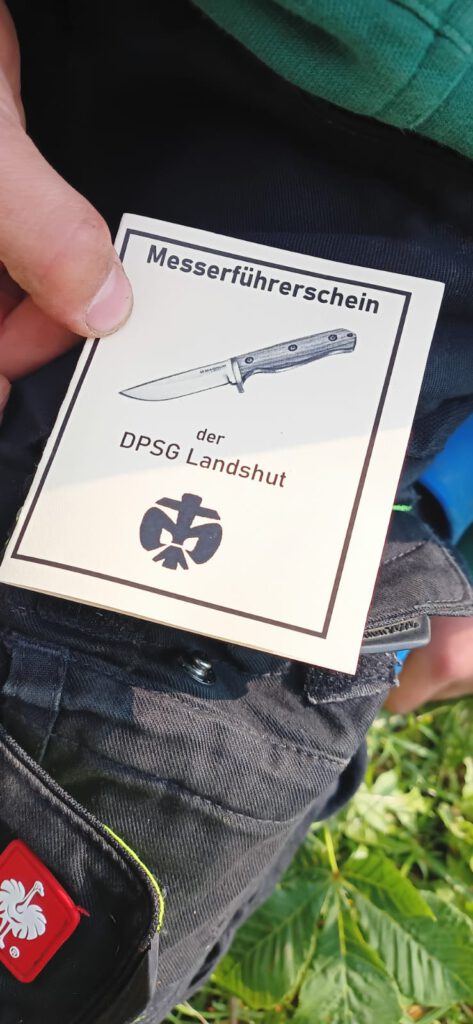 Messerführerschein
der
DPSG Landshut